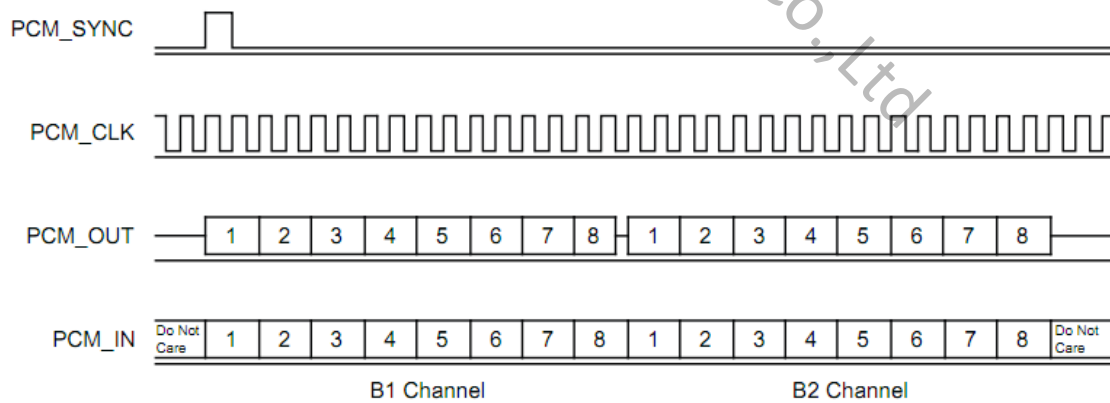 PCM_SYNC
co.,Ltd
PCM_CLK
PCM_OUT
1 2 3 4 5 6 7 8 1 2 3 4 5 6 7 8
PCM_IN
Do Not
Care
1 2 3 4 5 6 7 8 1 2 3 4 5 6 7 8
Do Not
Care
B1 Channel B2 Channel